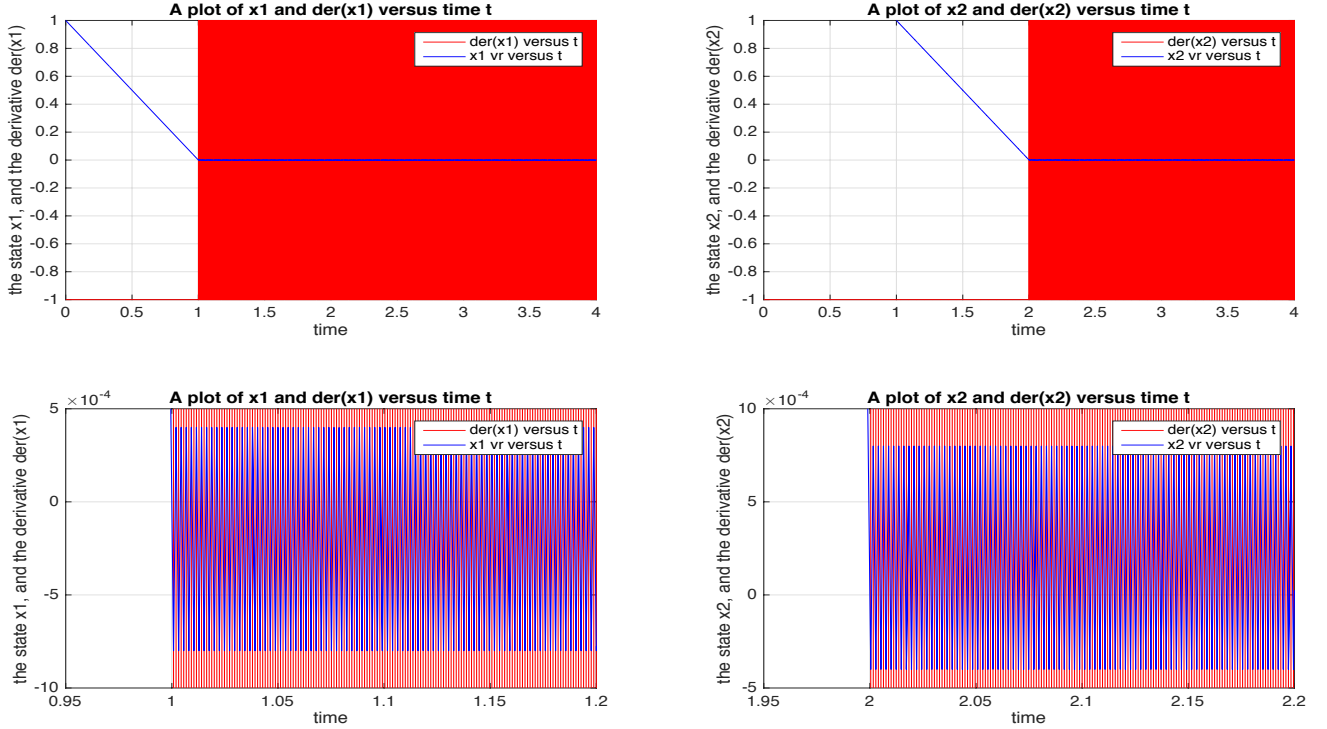 A plot of x1 and der(x1) versus time t
the state x1, and the derivative der(x1)
1
0.8
0.6
0.4
0.2
0
-0.2
-0.4
-0.6
-0.8
-1
der(x1) versus t
x1 vr versus t
0 0.5 1 1.5 2 2.5 3 3.5 4
time
A plot of x2 and der(x2) versus time t
the state x2, and the derivative der(x2)
1
0.8
0.6
0.4
0.2
0
-0.2
-0.4
-0.6
-0.8
-1
der(x2) versus t
x2 vr versus t
0 0.5 1 1.5 2 2.5 3 3.5 4
time
A plot of x1 and der(x1) versus time t
×10⁻⁴
the state x1, and the derivative der(x1)
5
0
-5
-10
der(x1) versus t
x1 vr versus t
0.95 1 1.05 1.1 1.15 1.2
time
A plot of x2 and der(x2) versus time t
×10⁻⁴
the state x2, and the derivative der(x2)
10
5
0
-5
der(x2) versus t
x2 vr versus t
1.95 2 2.05 2.1 2.15 2.2
time